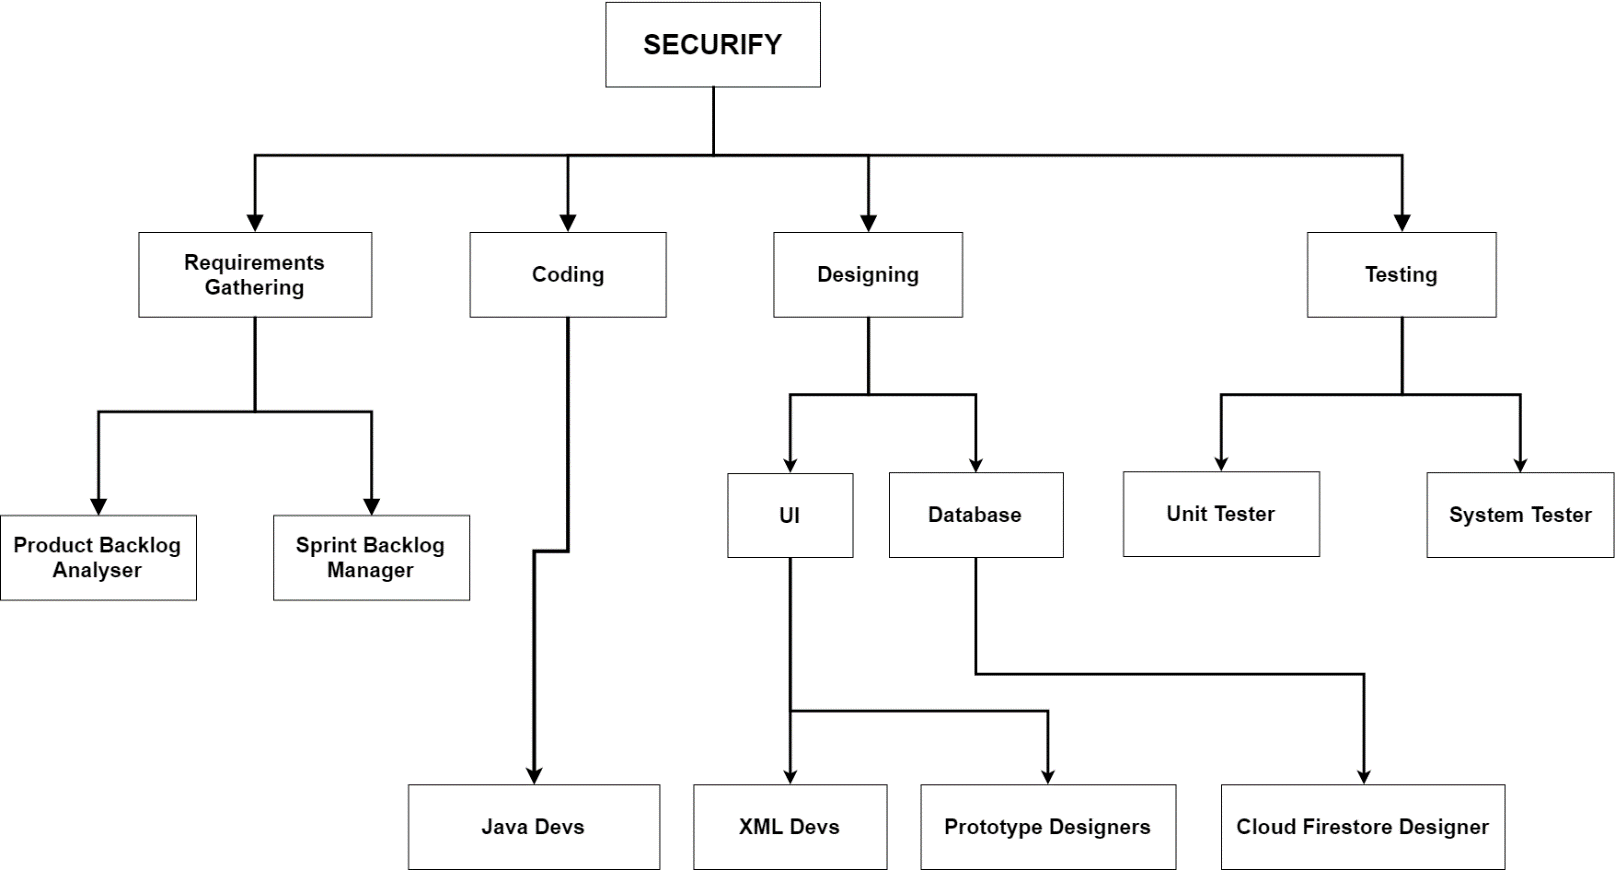 SECURIFY
Requirements
Gathering
Coding
Designing
Testing
Product Backlog
Analyser
Sprint Backlog
Manager
UI
Database
Unit Tester
System Tester
Java Devs
XML Devs
Prototype Designers
Cloud Firestore Designer